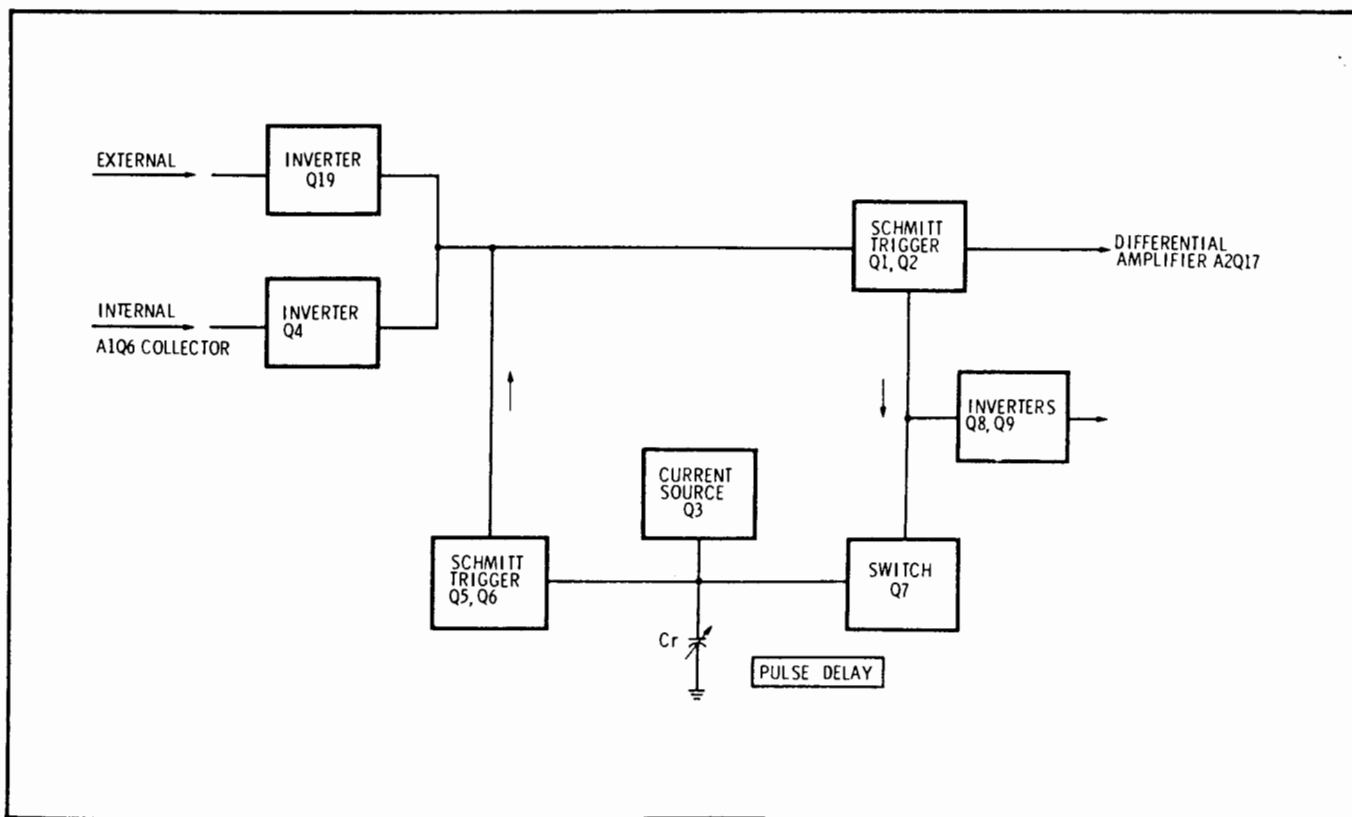 EXTERNAL
INVERTER
Q19
INTERNAL
A1Q6 COLLECTOR
INVERTER
Q4
SCHMITT
TRIGGER
Q1, Q2
DIFFERENTIAL
AMPLIFIER A2Q17
INVERTERS
Q8, Q9
CURRENT
SOURCE
Q3
SCHMITT
TRIGGER
Q5, Q6
SWITCH
Q7
Cr
PULSE DELAY